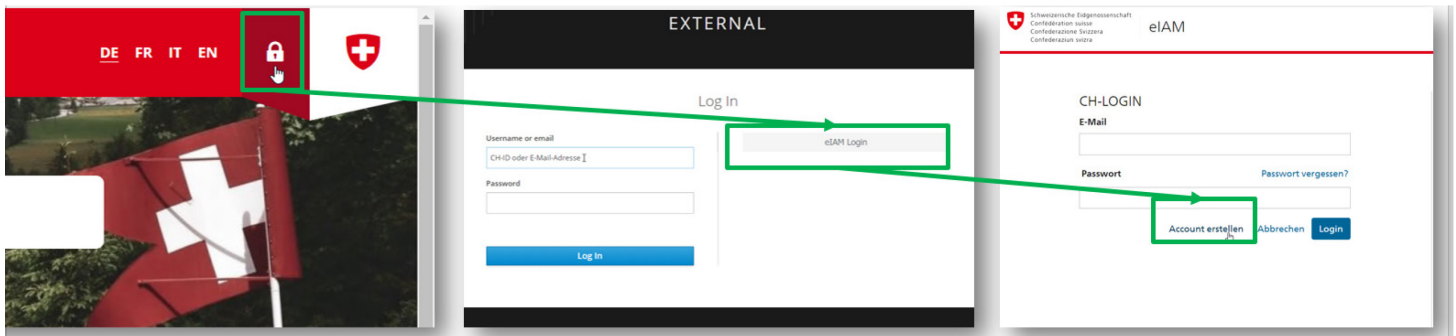 DE FR IT EN
EXTERNAL
Log In
Username or email
CH-ID oder E-Mail-Adresse
Password
Log In
eIAM Login
Schweizerische Eidgenossenschaft
Confédération suisse
Confederazione Svizzera
Confederaziun svizra
eIAM
CH-LOGIN
E-Mail
Passwort Passwort vergessen?
Account erstellen Abbrechen Login